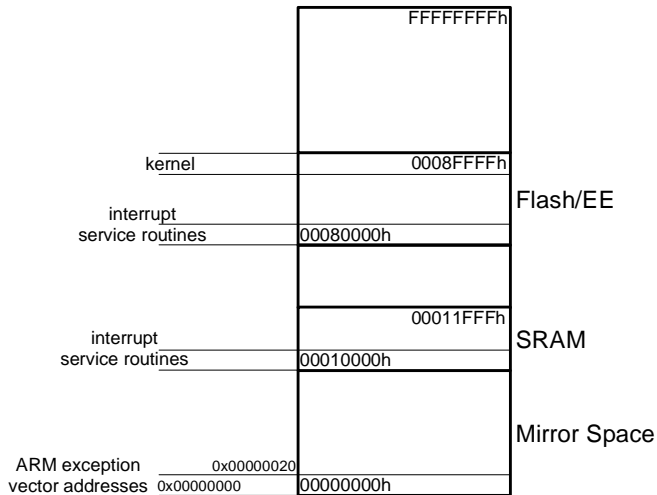 FFFFFFFFh
kernel
0008FFFFh
Flash/EE
interrupt
service routines
00080000h
00011FFFh
SRAM
interrupt
service routines
00010000h
Mirror Space
ARM exception
vector addresses
0x00000020
0x00000000
00000000h